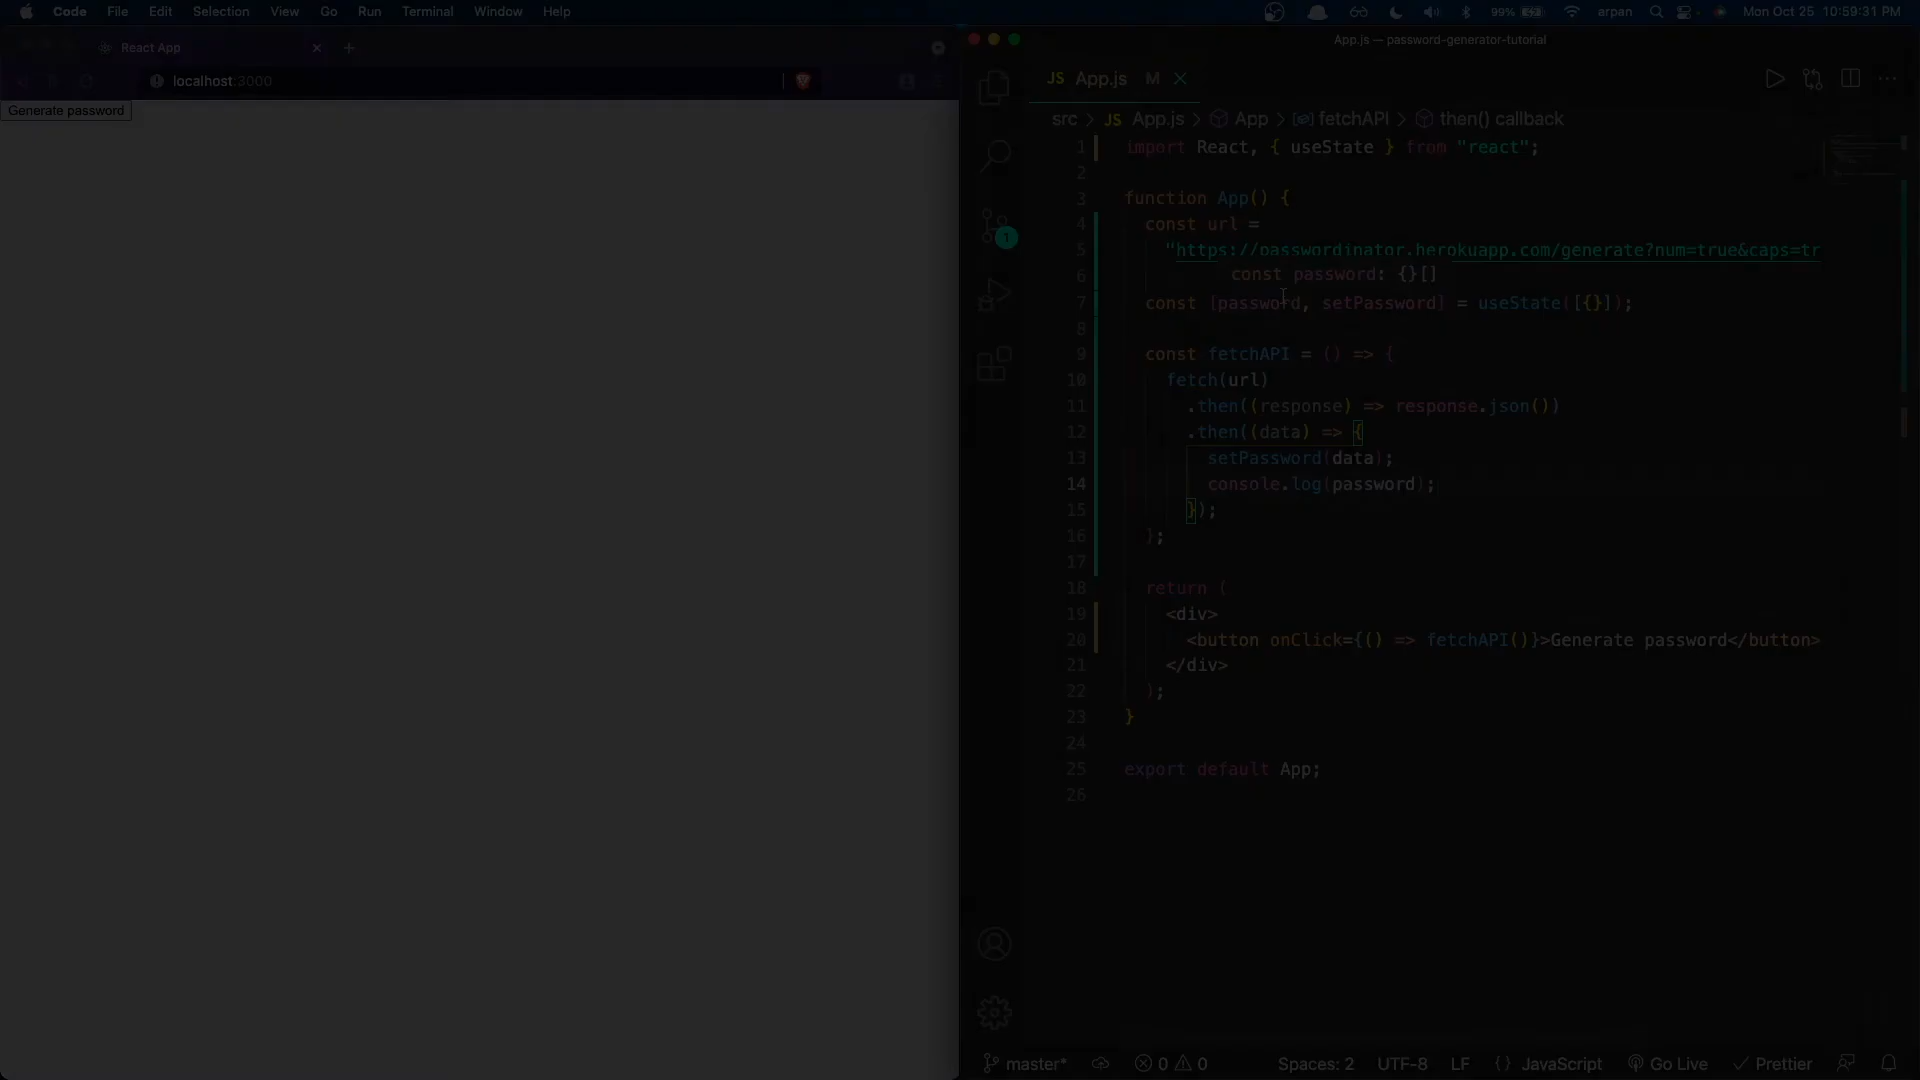 Code File Edit Selection View Go Run Terminal Window Help
99% arpan Mon Oct 25 10:59:31 PM
React App
localhost:3000
Generate password
App.js — password-generator-tutorial
JS App.js M
src > JS App.js > App > fetchAPI > then() callback
1 import React, { useState } from "react";
2
3 function App() {
4 const url =
5 "https://passwordinator.herokuapp.com/generate?num=true&caps=tr
6 const password: {}[]
7 const [password, setPassword] = useState([{}]);
8
9 const fetchAPI = () => {
10 fetch(url)
11 .then((response) => response.json())
12 .then((data) => {
13 setPassword(data);
14 console.log(password);
15 });
16 };
17
18 return (
19 <div>
20 <button onClick={() => fetchAPI()}>Generate password</button>
21 </div>
22 );
23 }
24
25 export default App;
26
1
master* 0 0 Spaces: 2 UTF-8 LF {} JavaScript Go Live Prettier